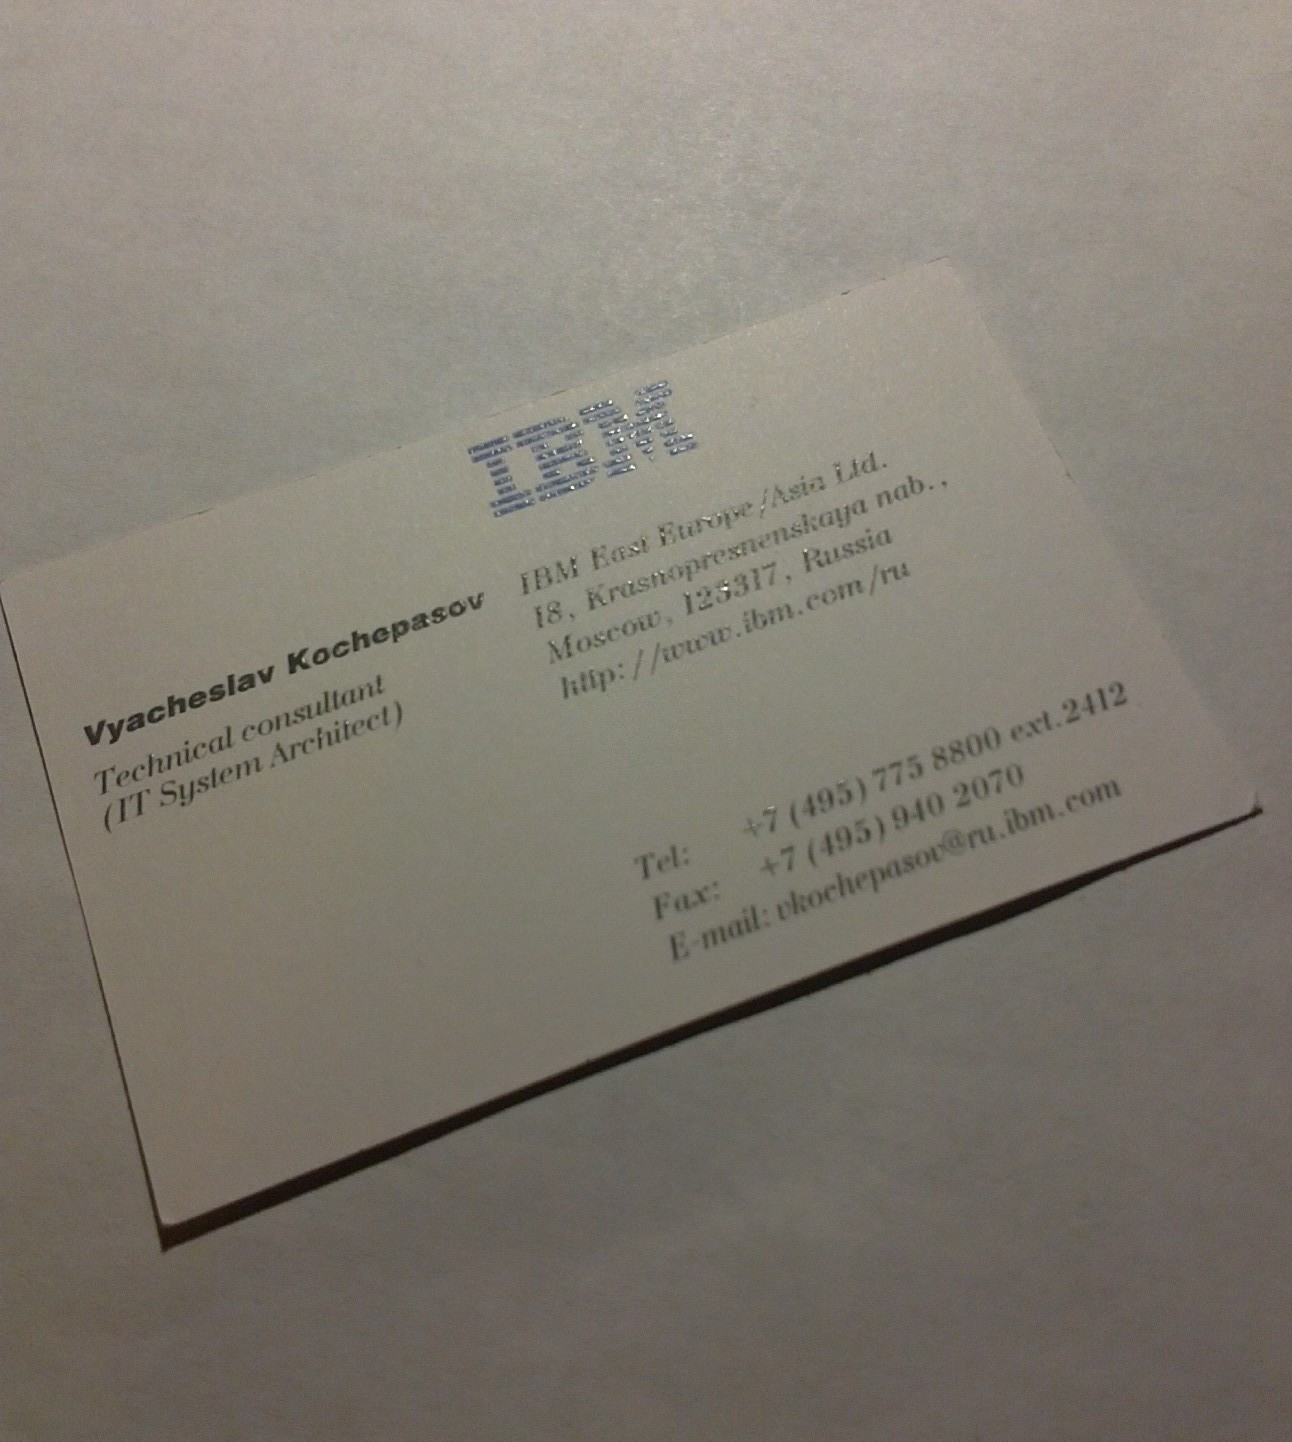 IBM
Vyacheslav Kochepasov
Technical consultant
(IT System Architect)
IBM East Europe/Asia Ltd.
18, Krasnopresnenskaya nab.,
Moscow, 123317, Russia
http://www.ibm.com/ru
Tel: +7 (495) 775 8800 ext.2412
Fax: +7 (495) 940 2070
E-mail: vkochepasov@ru.ibm.com